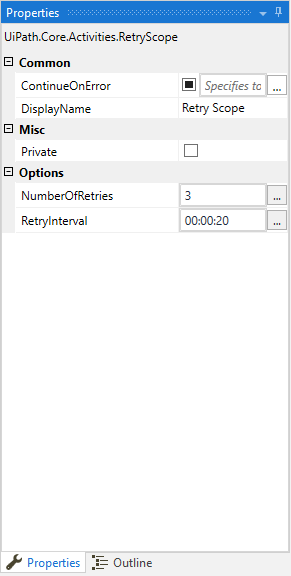 Properties
UiPath.Core.Activities.RetryScope
Common
ContinueOnError Specifies to ...
DisplayName Retry Scope
Misc
Private
Options
NumberOfRetries 3 ...
RetryInterval 00:00:20 ...
Properties Outline